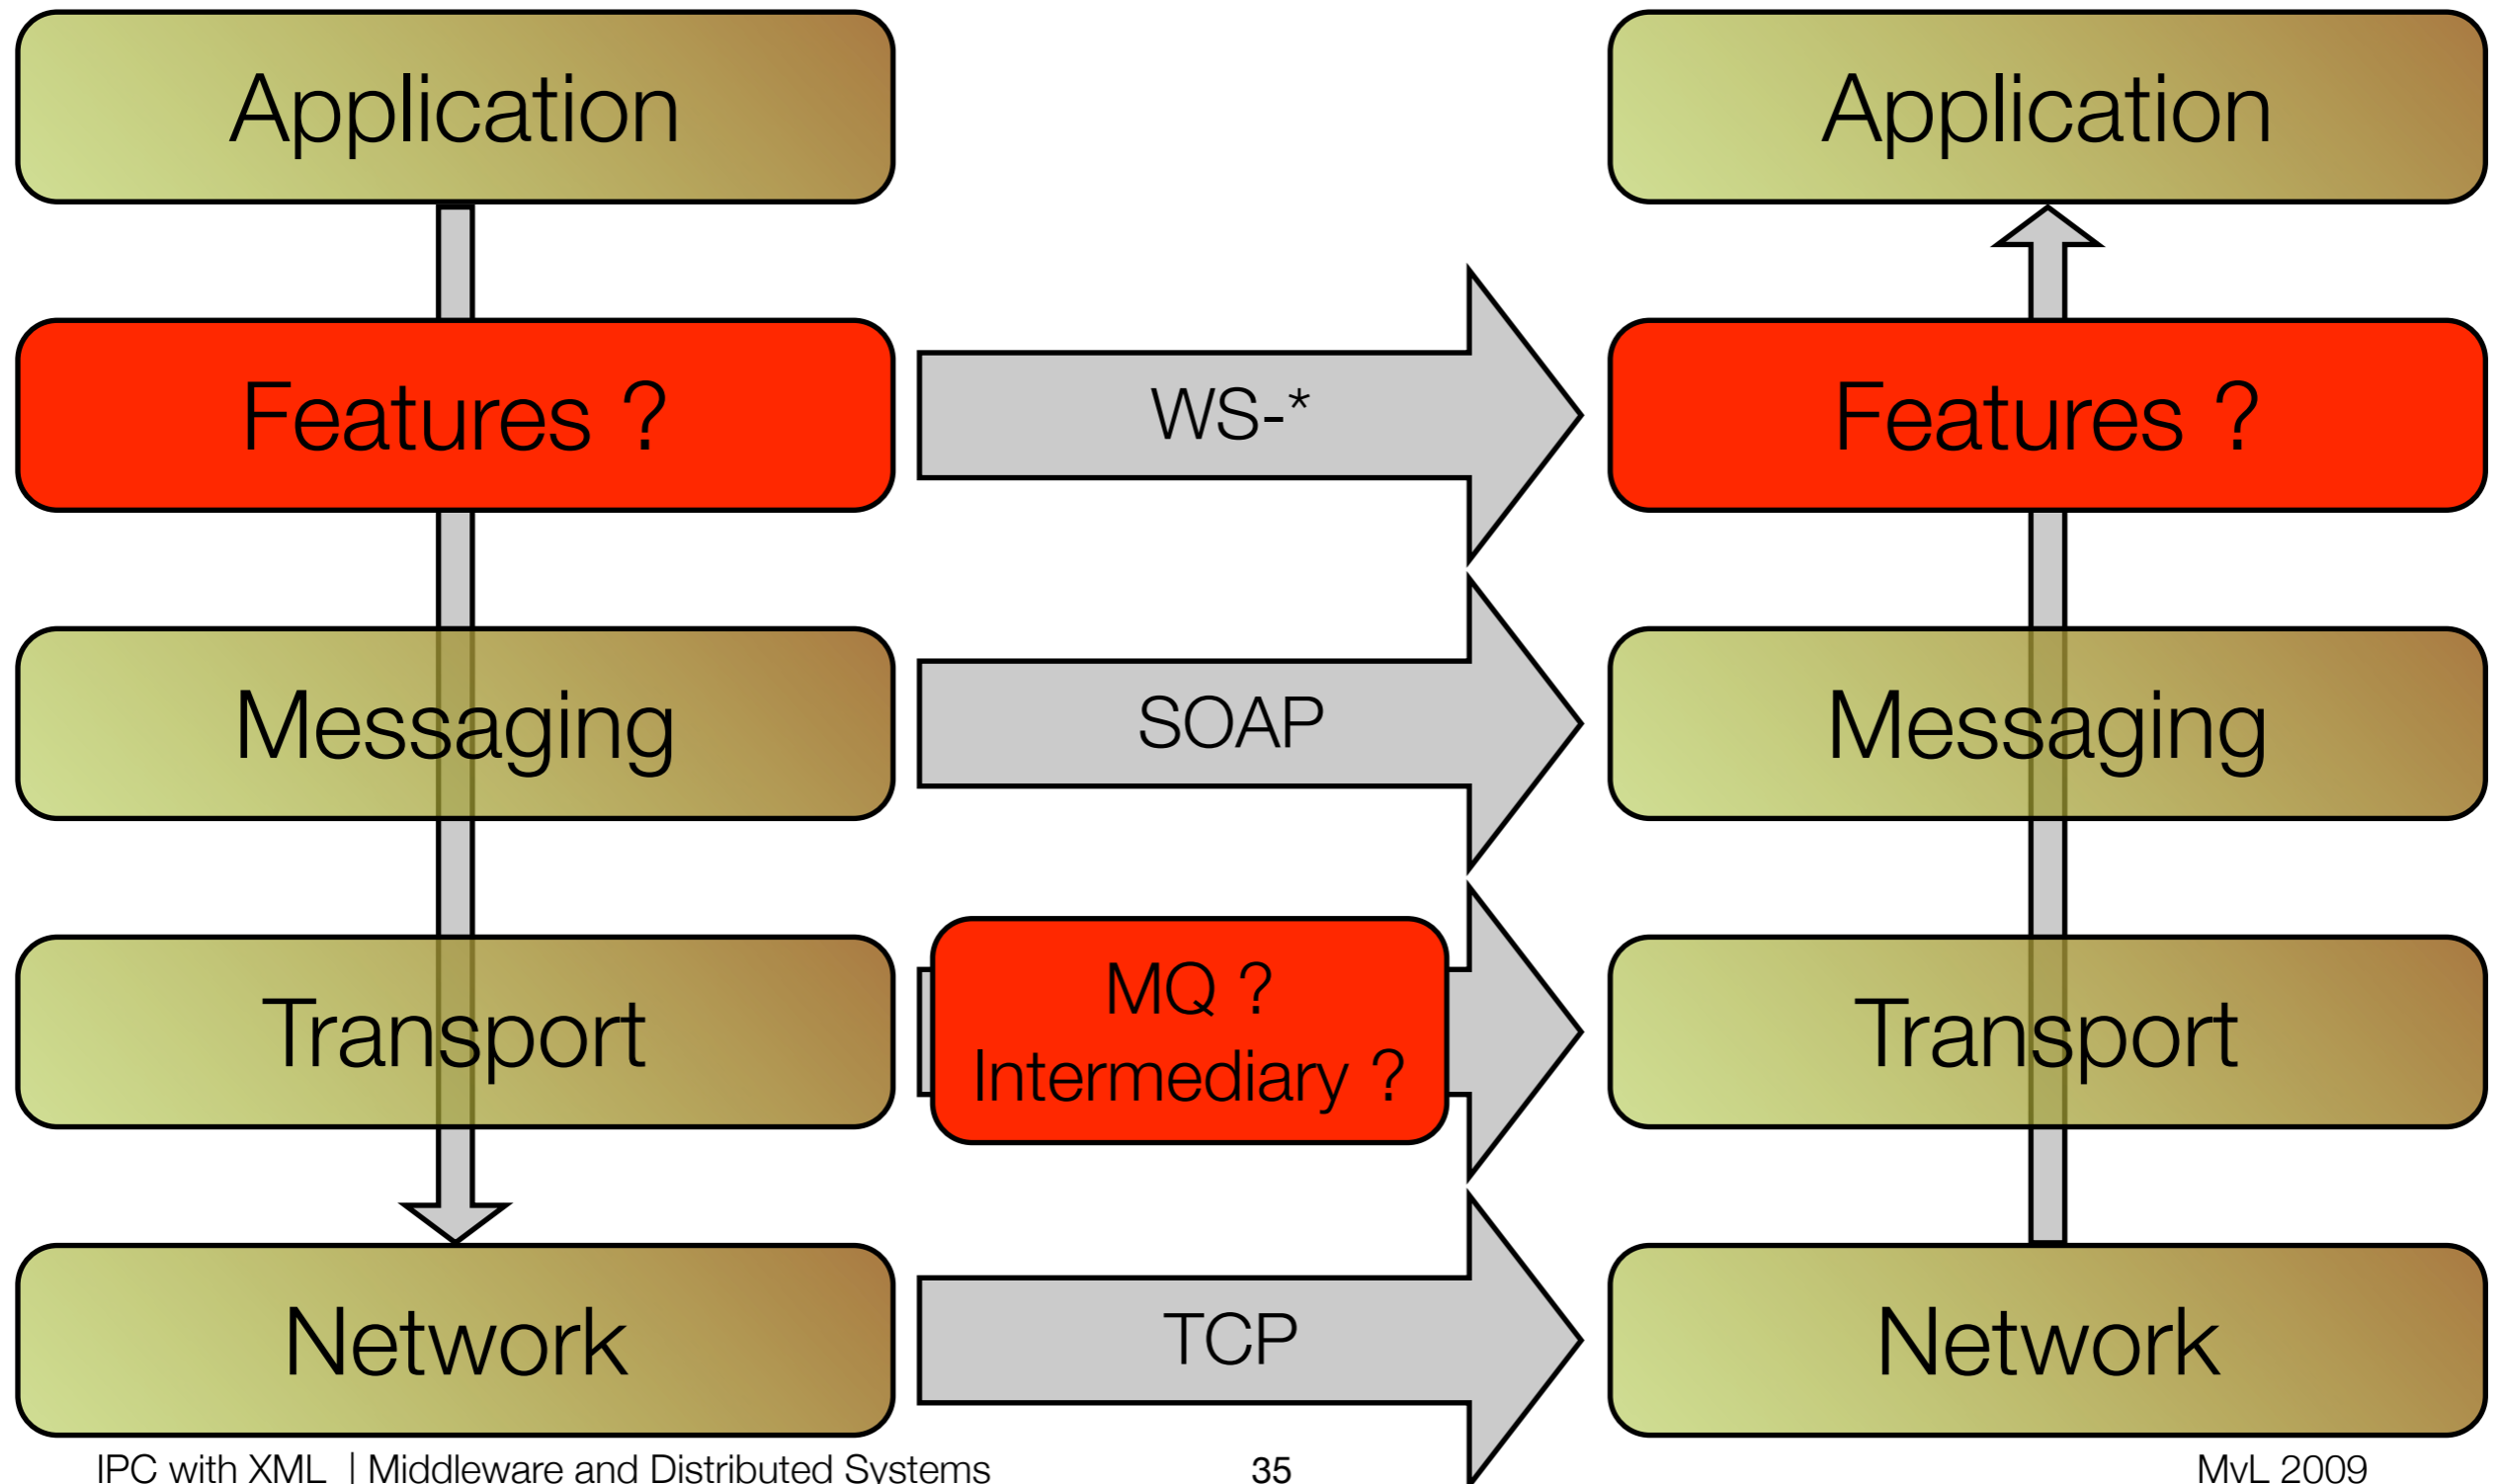 Application
Application
Features ?
WS-*
Features ?
Messaging
SOAP
Messaging
Transport
MQ ?
Intermediary ?
Transport
Network
TCP
Network
IPC with XML | Middleware and Distributed Systems
35
MvL 2009